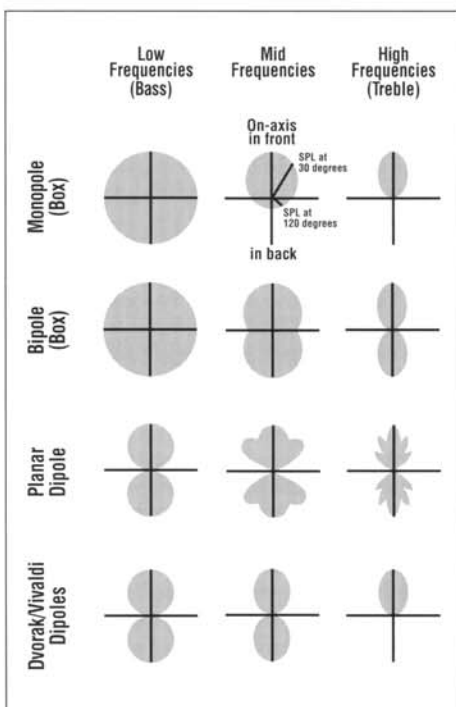 Low
Frequencies
(Bass)
Mid
Frequencies
High
Frequencies
(Treble)
Monopole
(Box)
On-axis
in front
SPL at
30 degrees
SPL at
120 degrees
in back
Bipole
(Box)
Planar
Dipole
Dvorak/Vivaldi
Dipoles